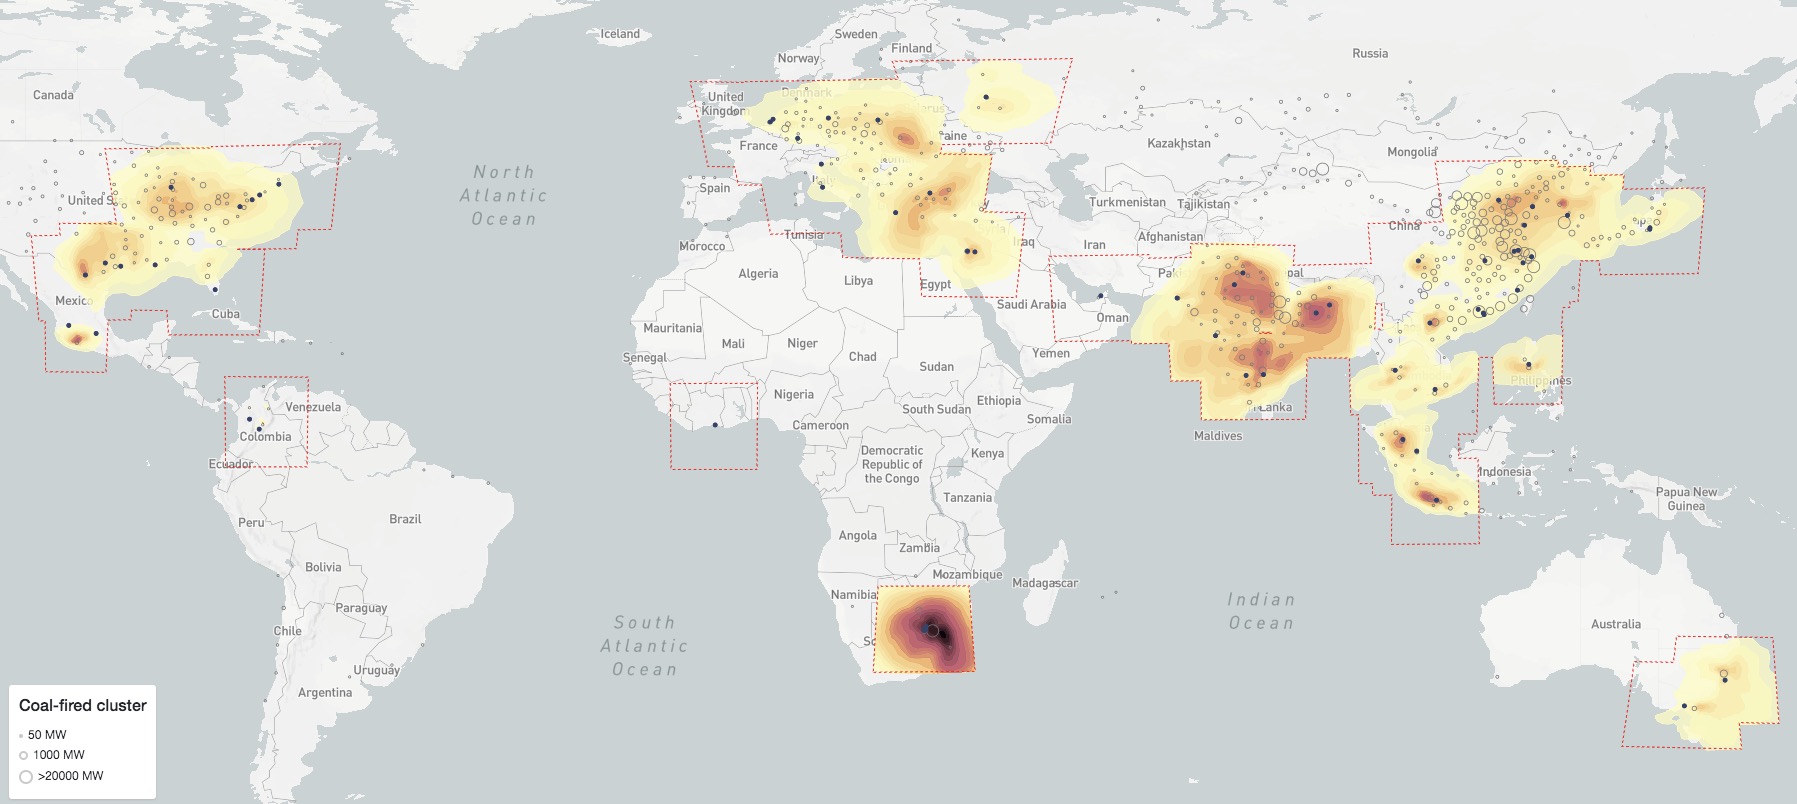 Iceland
Sweden
Finland
Norway
Russia
Canada
United
Kingdom
Denmark
France
Kazakhstan
Mongolia
North
Atlantic
Ocean
Spain
Italy
United S
Turkmenistan
Tajikistan
China
Tunisia
Morocco
Iran
Afghanistan
Iraq
Algeria
Libya
Egypt
Mexico
Cuba
Saudi Arabia
Oman
Mauritania
Mali
Niger
Chad
Sudan
Yemen
Senegal
Nigeria
Ethiopia
South Sudan
Somalia
Cameroon
Lanka
Maldives
Philippines
Venezuela
Colombia
Ecuador
Democratic
Republic of
the Congo
Kenya
Indonesia
Tanzania
Papua New
Guinea
Peru
Brazil
Angola
Zambia
Bolivia
Mozambique
Madagascar
Namibia
Paraguay
Chile
South
Atlantic
Ocean
Indian
Ocean
Australia
Uruguay
Argentina
Coal-fired cluster
50 MW
1000 MW
>20000 MW